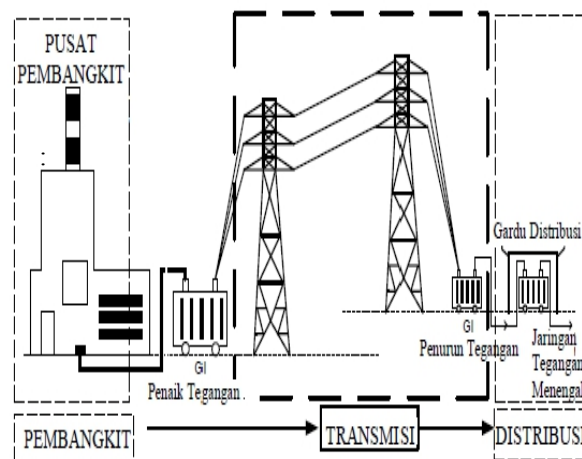 PUSAT
PEMBANGKIT
Gardu Distribusi
GI
Penaik Tegangan.
GI
Penurun Tegangan
Jaringan
Tegangan
Menengah
PEMBANGKIT
TRANSMISI
DISTRIBUSI